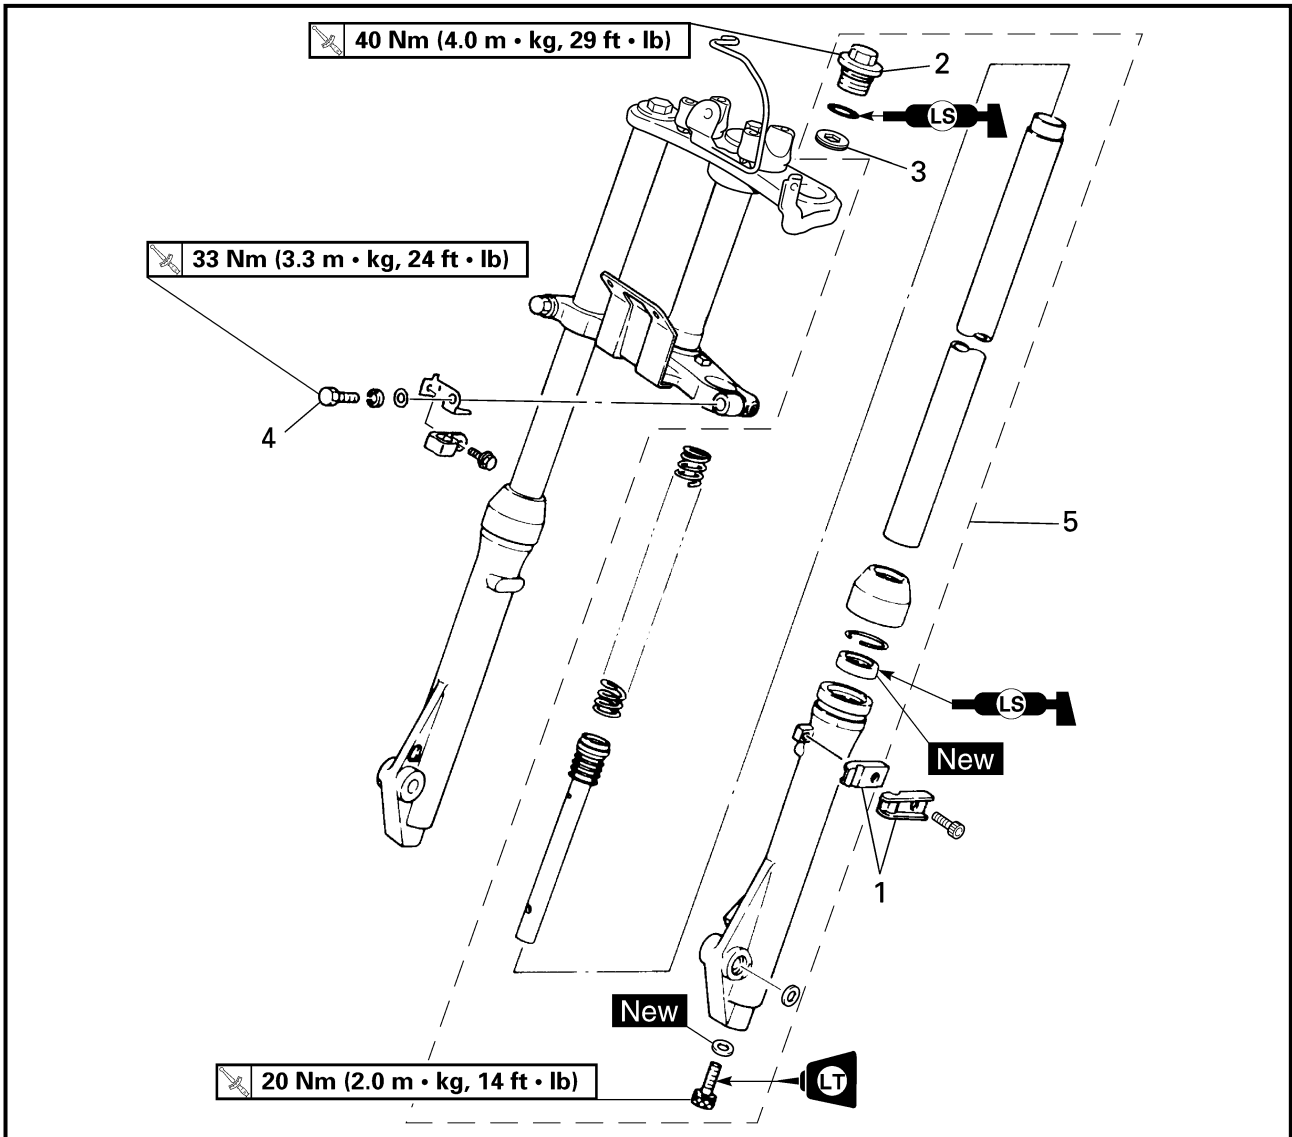 40 Nm (4.0 m • kg, 29 ft • lb)
2
LS
3
33 Nm (3.3 m • kg, 24 ft • lb)
4
5
LS
New
1
New
20 Nm (2.0 m • kg, 14 ft • lb)
LT